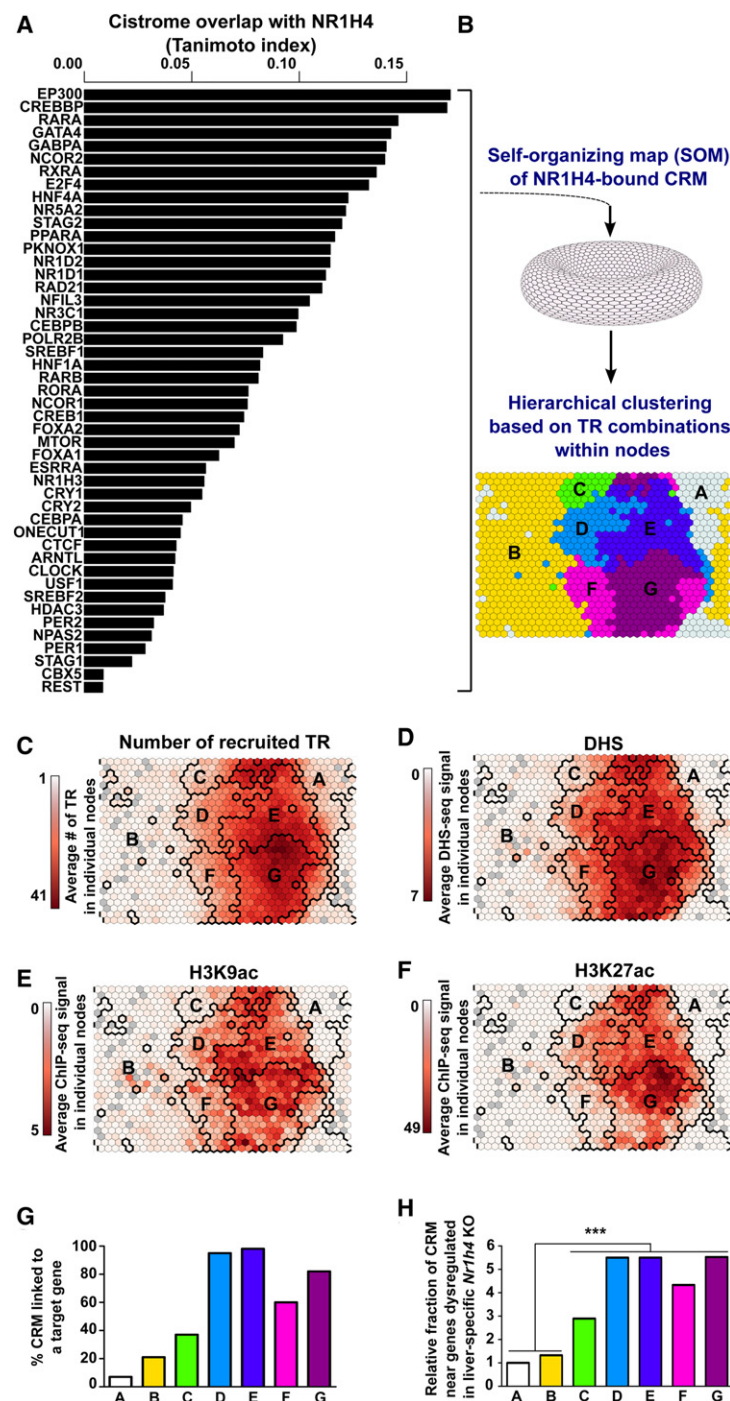 A
Cistrome overlap with NR1H4
(Tanimoto index)
0.00
0.05
0.10
0.15
EP300
CREBBP
RARA
GATA4
GABPA
NCOR2
RXRA
E2F4
HNF4A
NR5A2
STAG2
PPARA
PKNOX1
NR1D2
NR1D1
RAD21
NFIL3
NR3C1
CEBPB
POLR2B
SREBF1
HNF1A
RARB
RORA
NCOR1
CREB1
FOXA2
MTOR
FOXA1
ESRRA
NR1H3
CRY1
CRY2
CEBPA
ONECUT1
CTCF
ARNTL
CLOCK
USF1
SREBF2
HDAC3
PER2
NPAS2
PER1
STAG1
CBX5
REST
B
Self-organizing map (SOM)
of NR1H4-bound CRM
Hierarchical clustering
based on TR combinations
within nodes
A
B
C
D
E
F
G
C
Number of recruited TR
1
41
Average # of TR
in individual nodes
A
B
C
D
E
F
G
D
DHS
0
7
Average DHS-seq signal
in individual nodes
A
B
C
D
E
F
G
E
H3K9ac
0
5
Average ChIP-seq signal
in individual nodes
A
B
C
D
E
F
G
F
H3K27ac
0
49
Average ChIP-seq signal
in individual nodes
A
B
C
D
E
F
G
G
% CRM linked to
a target gene
100
80
60
40
20
0
A B C D E F G
H
Relative fraction of CRM
near genes dysregulated
in liver-specific Nr1h4 KO
***
6
5
4
3
2
1
0
A B C D E F G